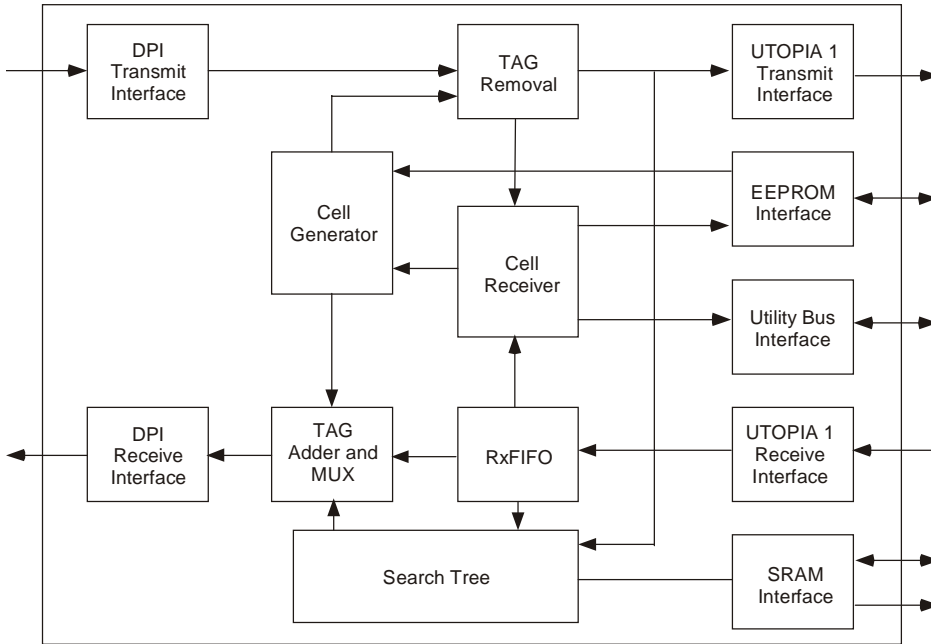 DPI
Transmit
Interface
TAG
Removal
UTOPIA 1
Transmit
Interface
Cell
Generator
EEPROM
Interface
Cell
Receiver
Utility Bus
Interface
DPI
Receive
Interface
TAG
Adder and
MUX
RxFIFO
UTOPIA 1
Receive
Interface
Search Tree
SRAM
Interface